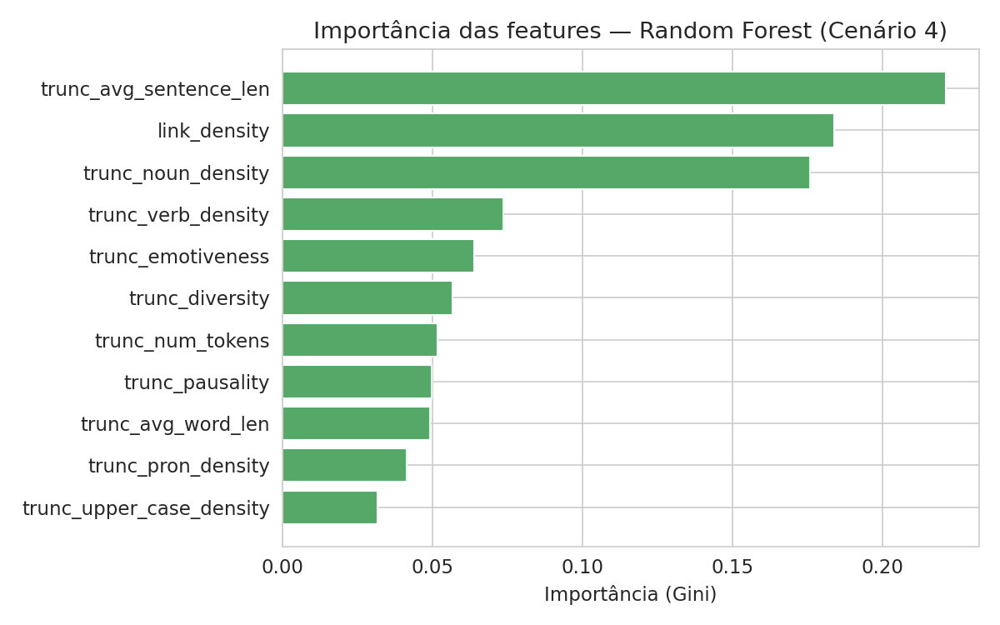 Importância das features — Random Forest (Cenário 4)
trunc_avg_sentence_len
link_density
trunc_noun_density
trunc_verb_density
trunc_emotiveness
trunc_diversity
trunc_num_tokens
trunc_pausality
trunc_avg_word_len
trunc_pron_density
trunc_upper_case_density
0.00 0.05 0.10 0.15 0.20
Importância (Gini)